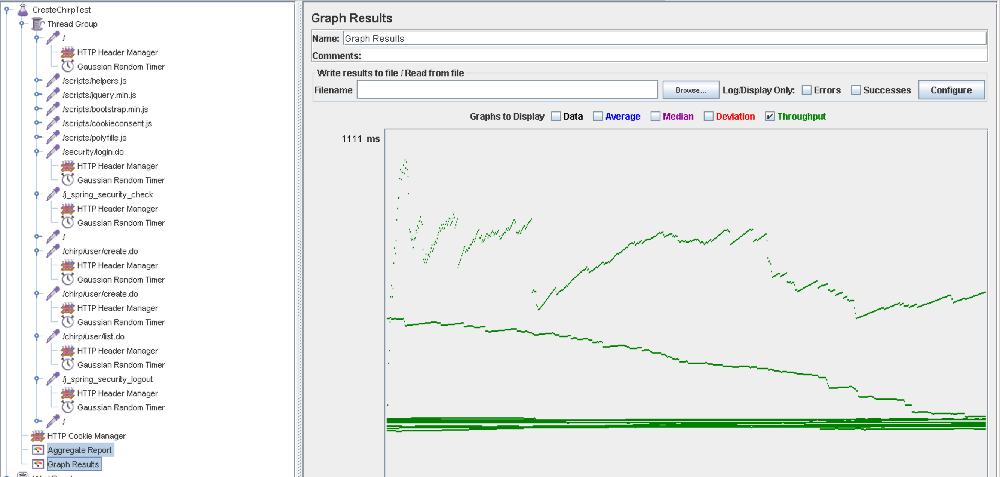 CreateChirpTest
Thread Group
/
HTTP Header Manager
Gaussian Random Timer
/scripts/helpers.js
/scripts/jquery.min.js
/scripts/bootstrap.min.js
/scripts/cookieconsent.js
/scripts/polyfills.js
/security/login.do
HTTP Header Manager
Gaussian Random Timer
/j_spring_security_check
HTTP Header Manager
Gaussian Random Timer
/
/chirp/user/create.do
HTTP Header Manager
Gaussian Random Timer
/chirp/user/create.do
HTTP Header Manager
Gaussian Random Timer
/chirp/user/list.do
HTTP Header Manager
Gaussian Random Timer
/j_spring_security_logout
HTTP Header Manager
Gaussian Random Timer
/
HTTP Cookie Manager
Aggregate Report
Graph Results
Graph Results
Name: Graph Results
Comments:
Write results to file / Read from file
Filename Browse... Log/Display Only: Errors Successes Configure
Graphs to Display Data Average Median Deviation Throughput
1111 ms